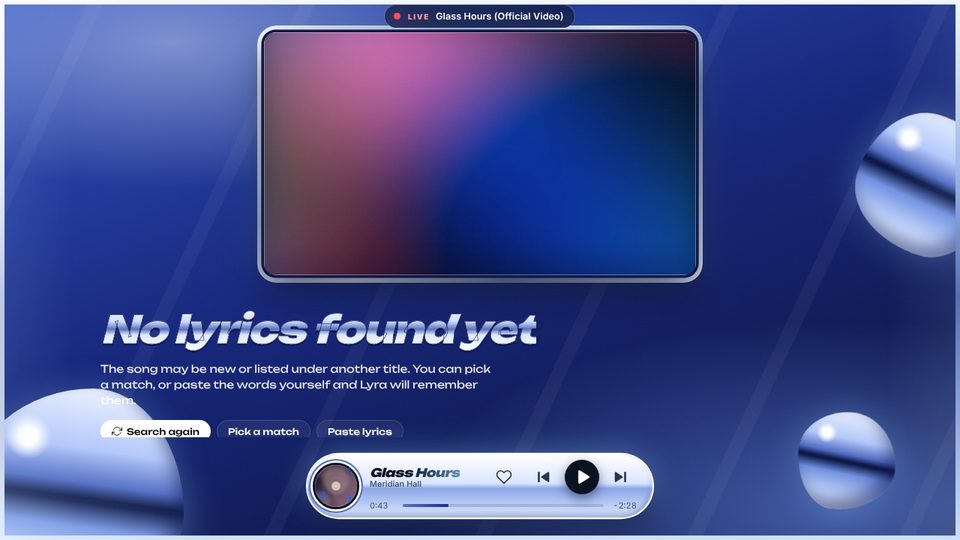 LIVE Glass Hours (Official Video)
No lyrics found yet
The song may be new or listed under another title. You can pick
a match, or paste the words yourself and Lyra will remember
them.
Search again Pick a match Paste lyrics
Glass Hours
Meridian Hall
0:43 -2:28